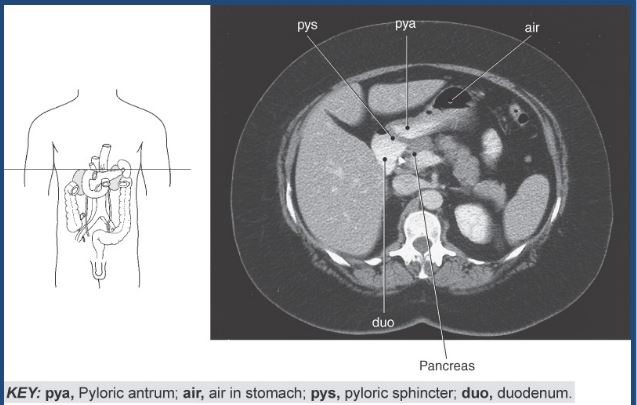 pys
pya
air
duo
Pancreas
KEY: pya, Pyloric antrum; air, air in stomach; pys, pyloric sphincter; duo, duodenum.